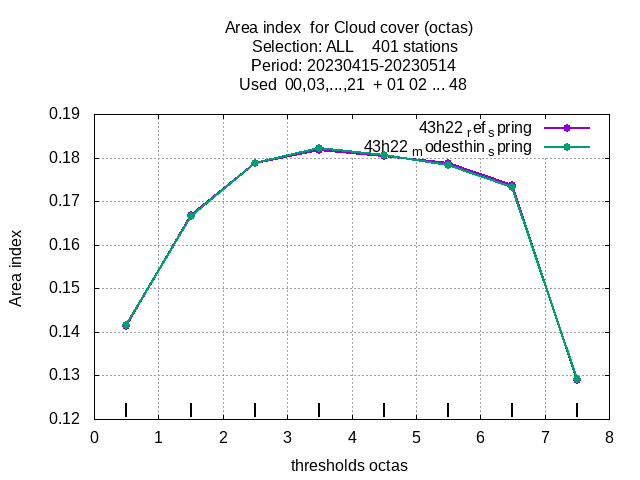 Area index  for Cloud cover (octas)
Selection: ALL    401 stations
Period: 20230415-20230514
Used  00,03,...,21  + 01 02 ... 48
0.19
43h22 ref spring
0.18
43h22 modesthin spring
0.17
0.16
0.15
0.14
0.13
0.12
Area index
0 1 2 3 4 5 6 7 8
thresholds octas